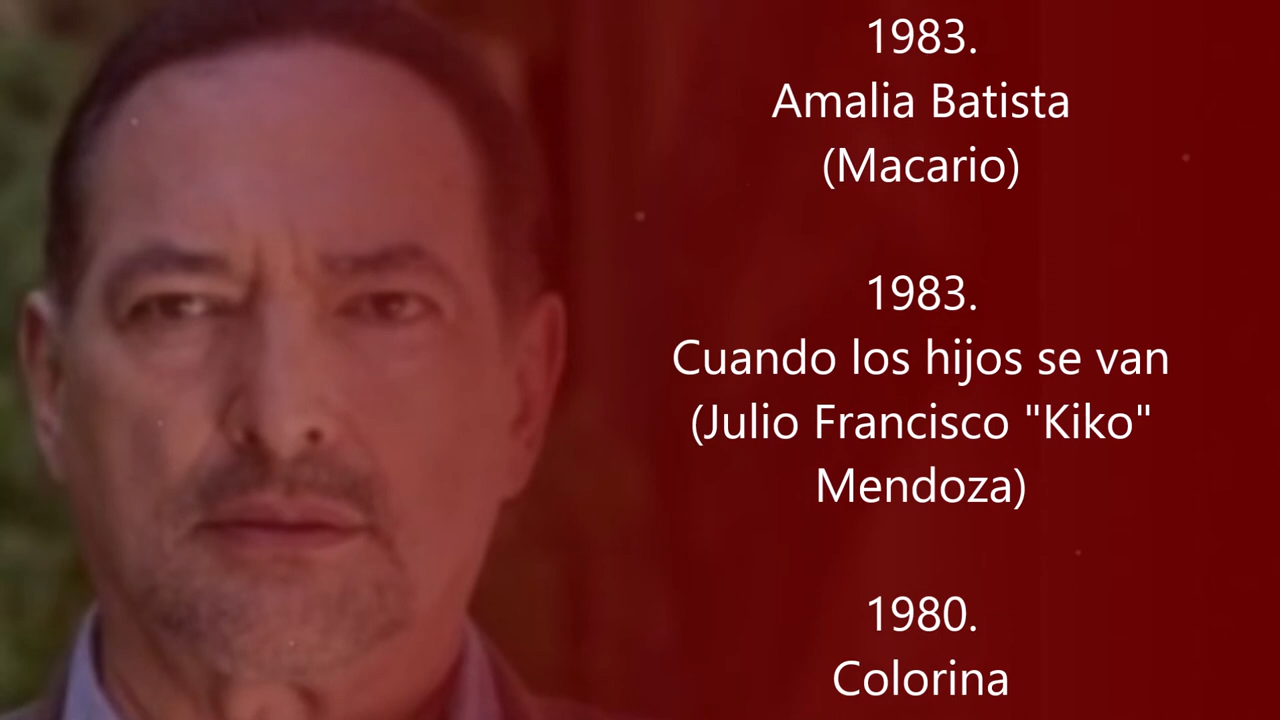 1983.
Amalia Batista
(Macario)
1983.
Cuando los hijos se van
(Julio Francisco "Kiko"
Mendoza)
1980.
Colorina